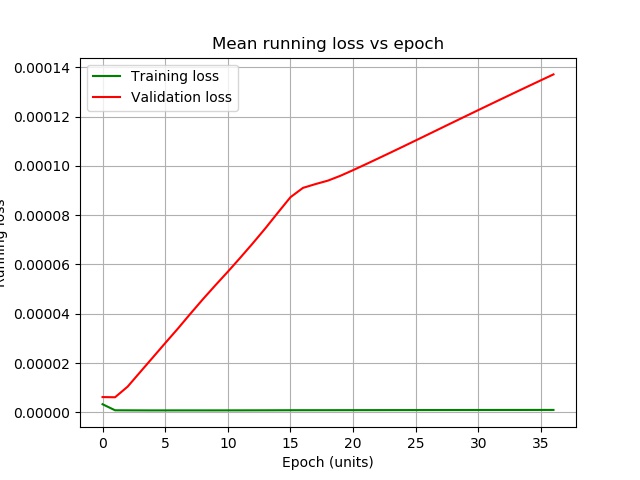 Mean running loss vs epoch
Training loss
Validation loss
0.00014
0.00012
0.00010
0.00008
0.00006
0.00004
0.00002
0.00000
loss
0 5 10 15 20 25 30 35
Epoch (units)